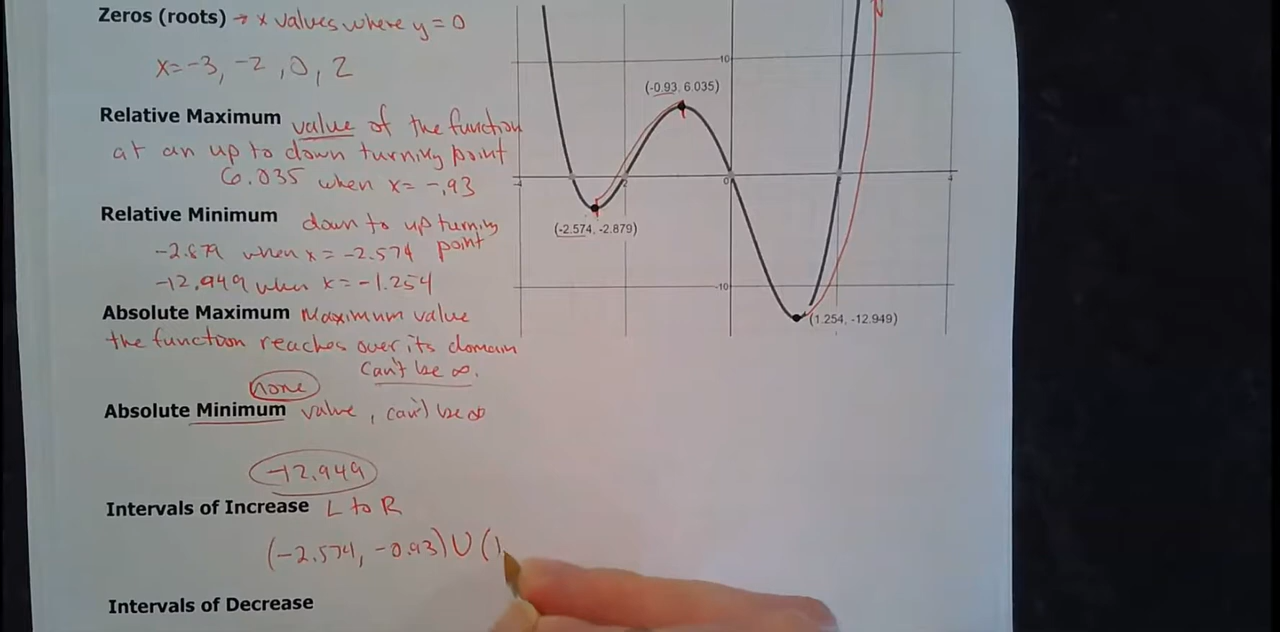 Zeros (roots) → x values where y = 0
x = -3, -2, 0, 2
Relative Maximum value of the function
at an up to down turning point
6.035 when x = -.93
Relative Minimum down to up turning
point
-2.879 when x = -2.574
-12.949 when x = -1.254
Absolute Maximum Maximum value
the function reaches over its domain
can't be ∞.
none
Absolute Minimum value, can't be ∞
-12.949
Intervals of Increase L to R
(-2.574, -0.93) ∪ (1.
Intervals of Decrease
10
(-0.93, 6.035)
-4
-2
0
4
(-2.574, -2.879)
-10
(1.254, -12.949)